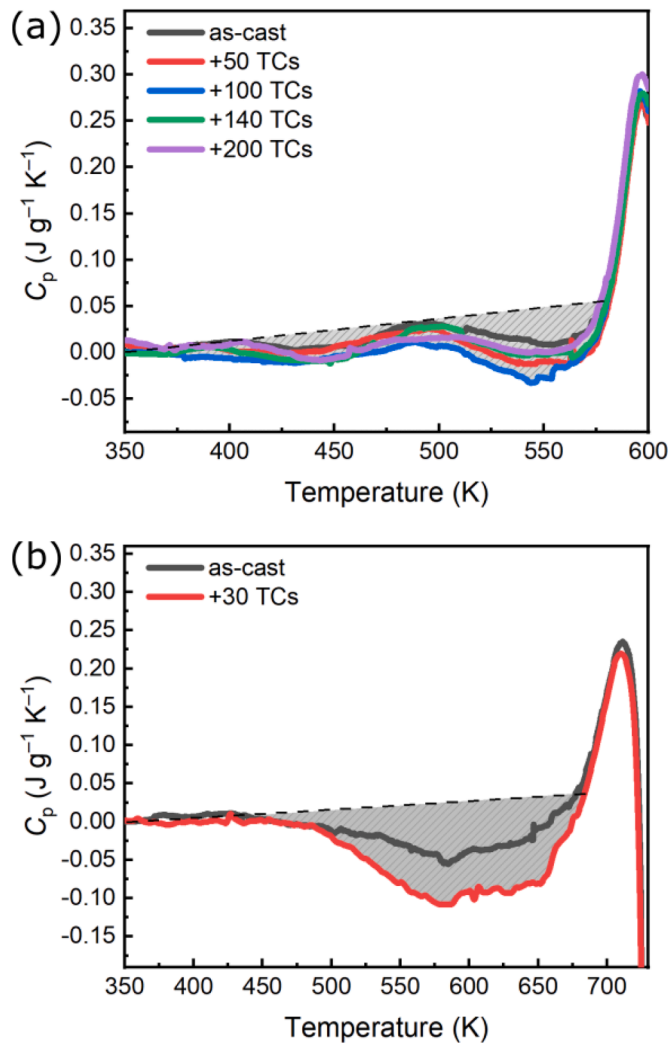 (a)
0.35
0.30
0.25
0.20
0.15
0.10
0.05
0.00
-0.05
Cp (J g⁻¹ K⁻¹)
as-cast
+50 TCs
+100 TCs
+140 TCs
+200 TCs
350 400 450 500 550 600
Temperature (K)
(b)
0.35
0.30
0.25
0.20
0.15
0.10
0.05
0.00
-0.05
-0.10
-0.15
Cp (J g⁻¹ K⁻¹)
as-cast
+30 TCs
350 400 450 500 550 600 650 700
Temperature (K)